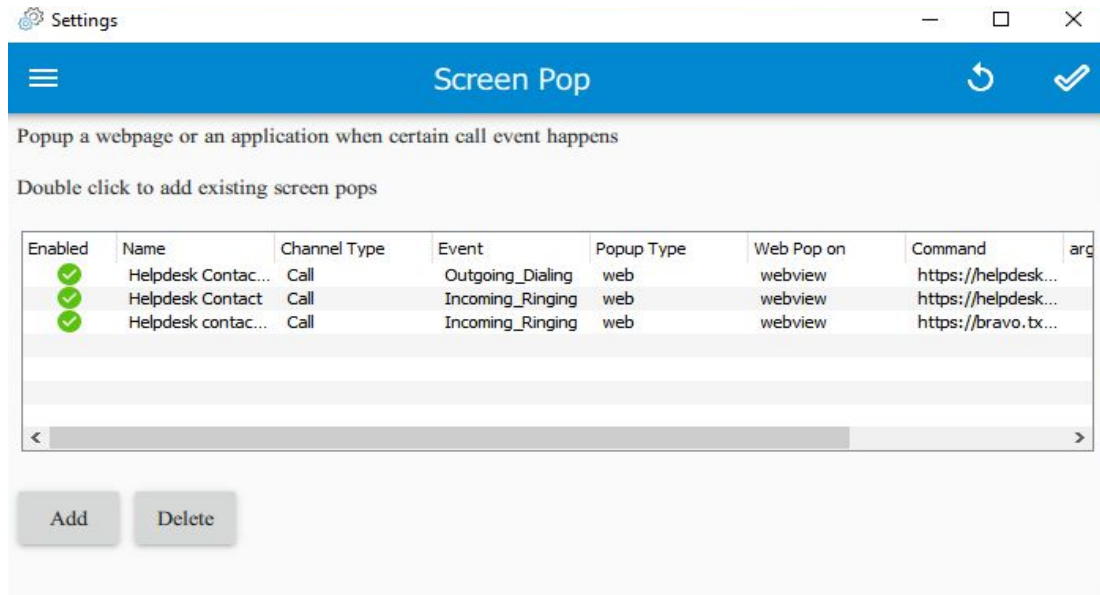 Settings
Screen Pop
Popup a webpage or an application when certain call event happens
Double click to add existing screen pops
Enabled Name Channel Type Event Popup Type Web Pop on Command arg
Helpdesk Contac... Call Outgoing_Dialing web webview https://helpdesk...
Helpdesk Contact Call Incoming_Ringing web webview https://helpdesk...
Helpdesk contac... Call Incoming_Ringing web webview https://bravo.tx...
Add Delete